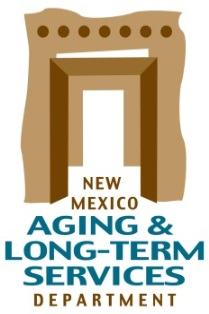 NEW
MEXICO
AGING &
LONG-TERM
SERVICES
DEPARTMENT